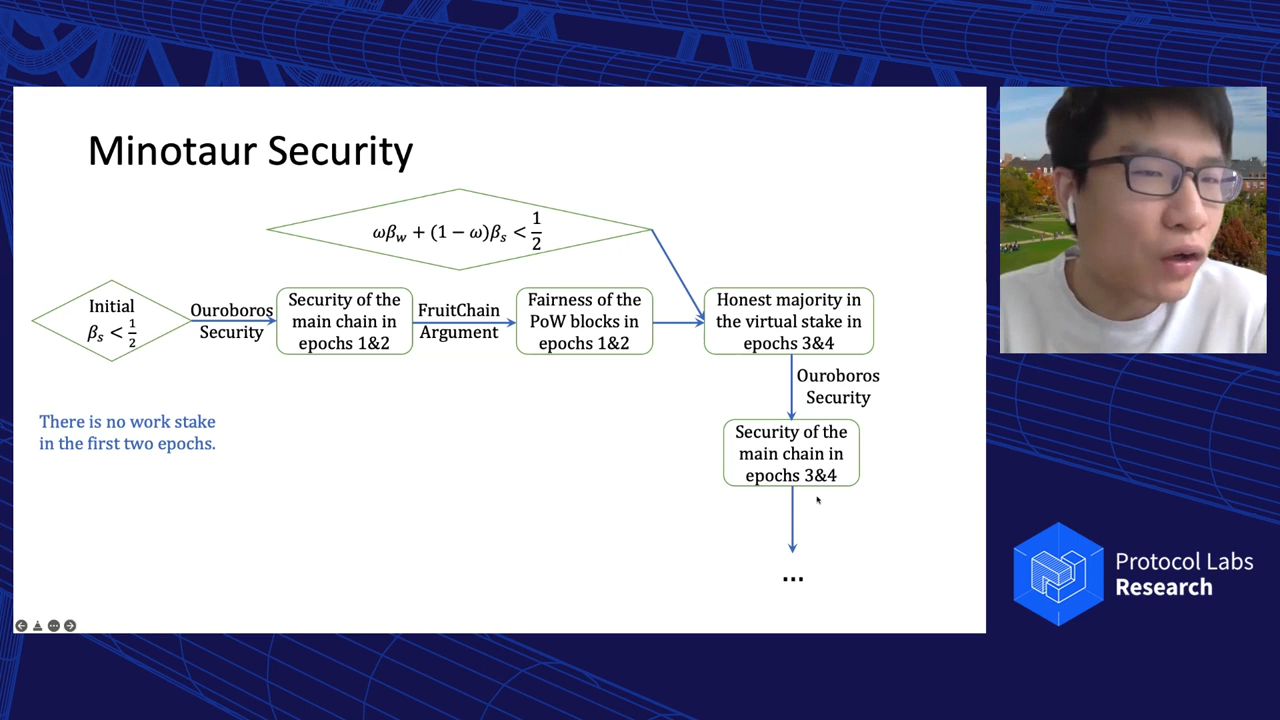 Minotaur Security
ωβ_w + (1 − ω)β_s < 1/2
Initial
β_s < 1/2
Ouroboros
Security
Security of the
main chain in
epochs 1&2
FruitChain
Argument
Fairness of the
PoW blocks in
epochs 1&2
Honest majority in
the virtual stake in
epochs 3&4
Ouroboros
Security
There is no work stake
in the first two epochs.
Security of the
main chain in
epochs 3&4
...
Protocol Labs
Research